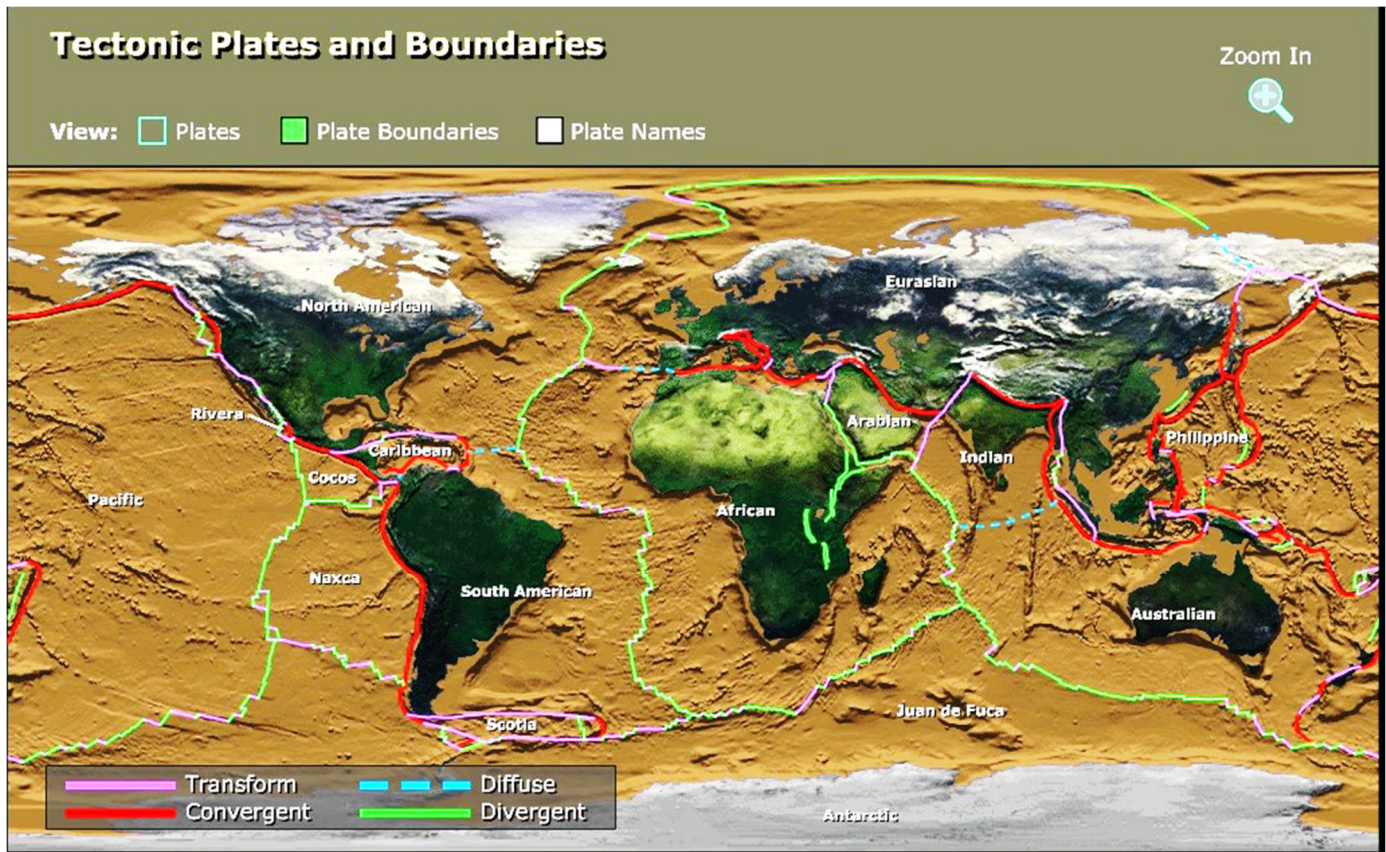 Tectonic Plates and Boundaries
Zoom In
View: Plates Plate Boundaries Plate Names
North American
Eurasian
Rivera
Caribbean
Arabian
Philippine
Cocos
Indian
Pacific
African
Naxca
South American
Australian
Juan de Fuca
Scotia
Transform Diffuse
Convergent Divergent
Antarctic